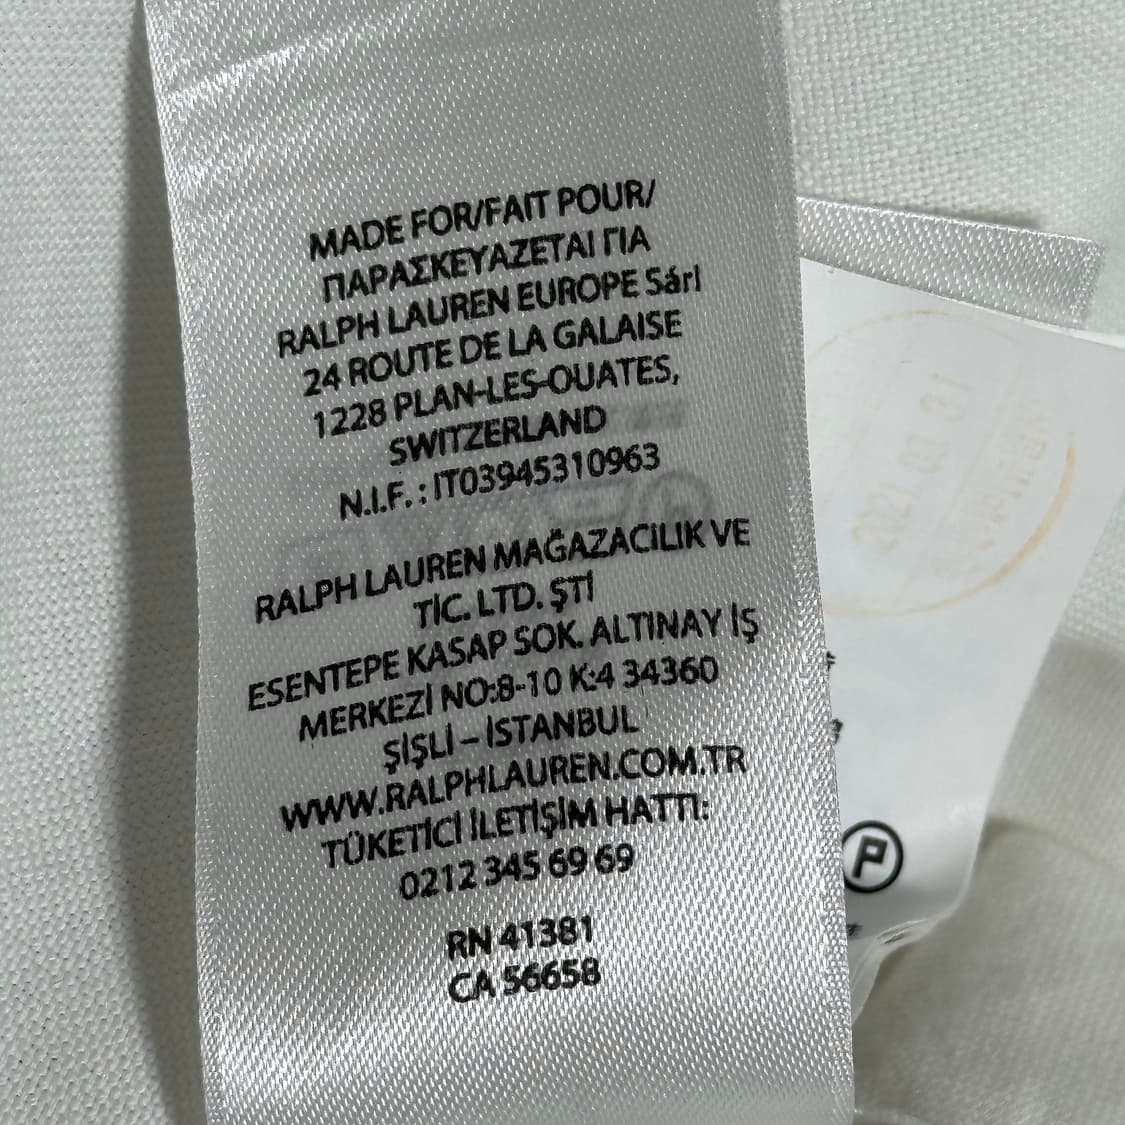 MADE FOR/FAIT POUR/
ΠΑΡΑΣΚΕΥΑΖΕΤΑΙ ΓΙΑ
RALPH LAUREN EUROPE Sárl
24 ROUTE DE LA GALAISE
1228 PLAN-LES-OUATES,
SWITZERLAND
N.I.F. : IT03945310963
RALPH LAUREN MAĞAZACILIK VE
TİC. LTD. ŞTİ
ESENTEPE KASAP SOK. ALTINAY İŞ
MERKEZİ NO:8-10 K:4 34360
ŞİŞLİ – İSTANBUL
WWW.RALPHLAUREN.COM.TR
TÜKETİCİ İLETİŞİM HATTI:
0212 345 69 69
RN 41381
CA 56658
P